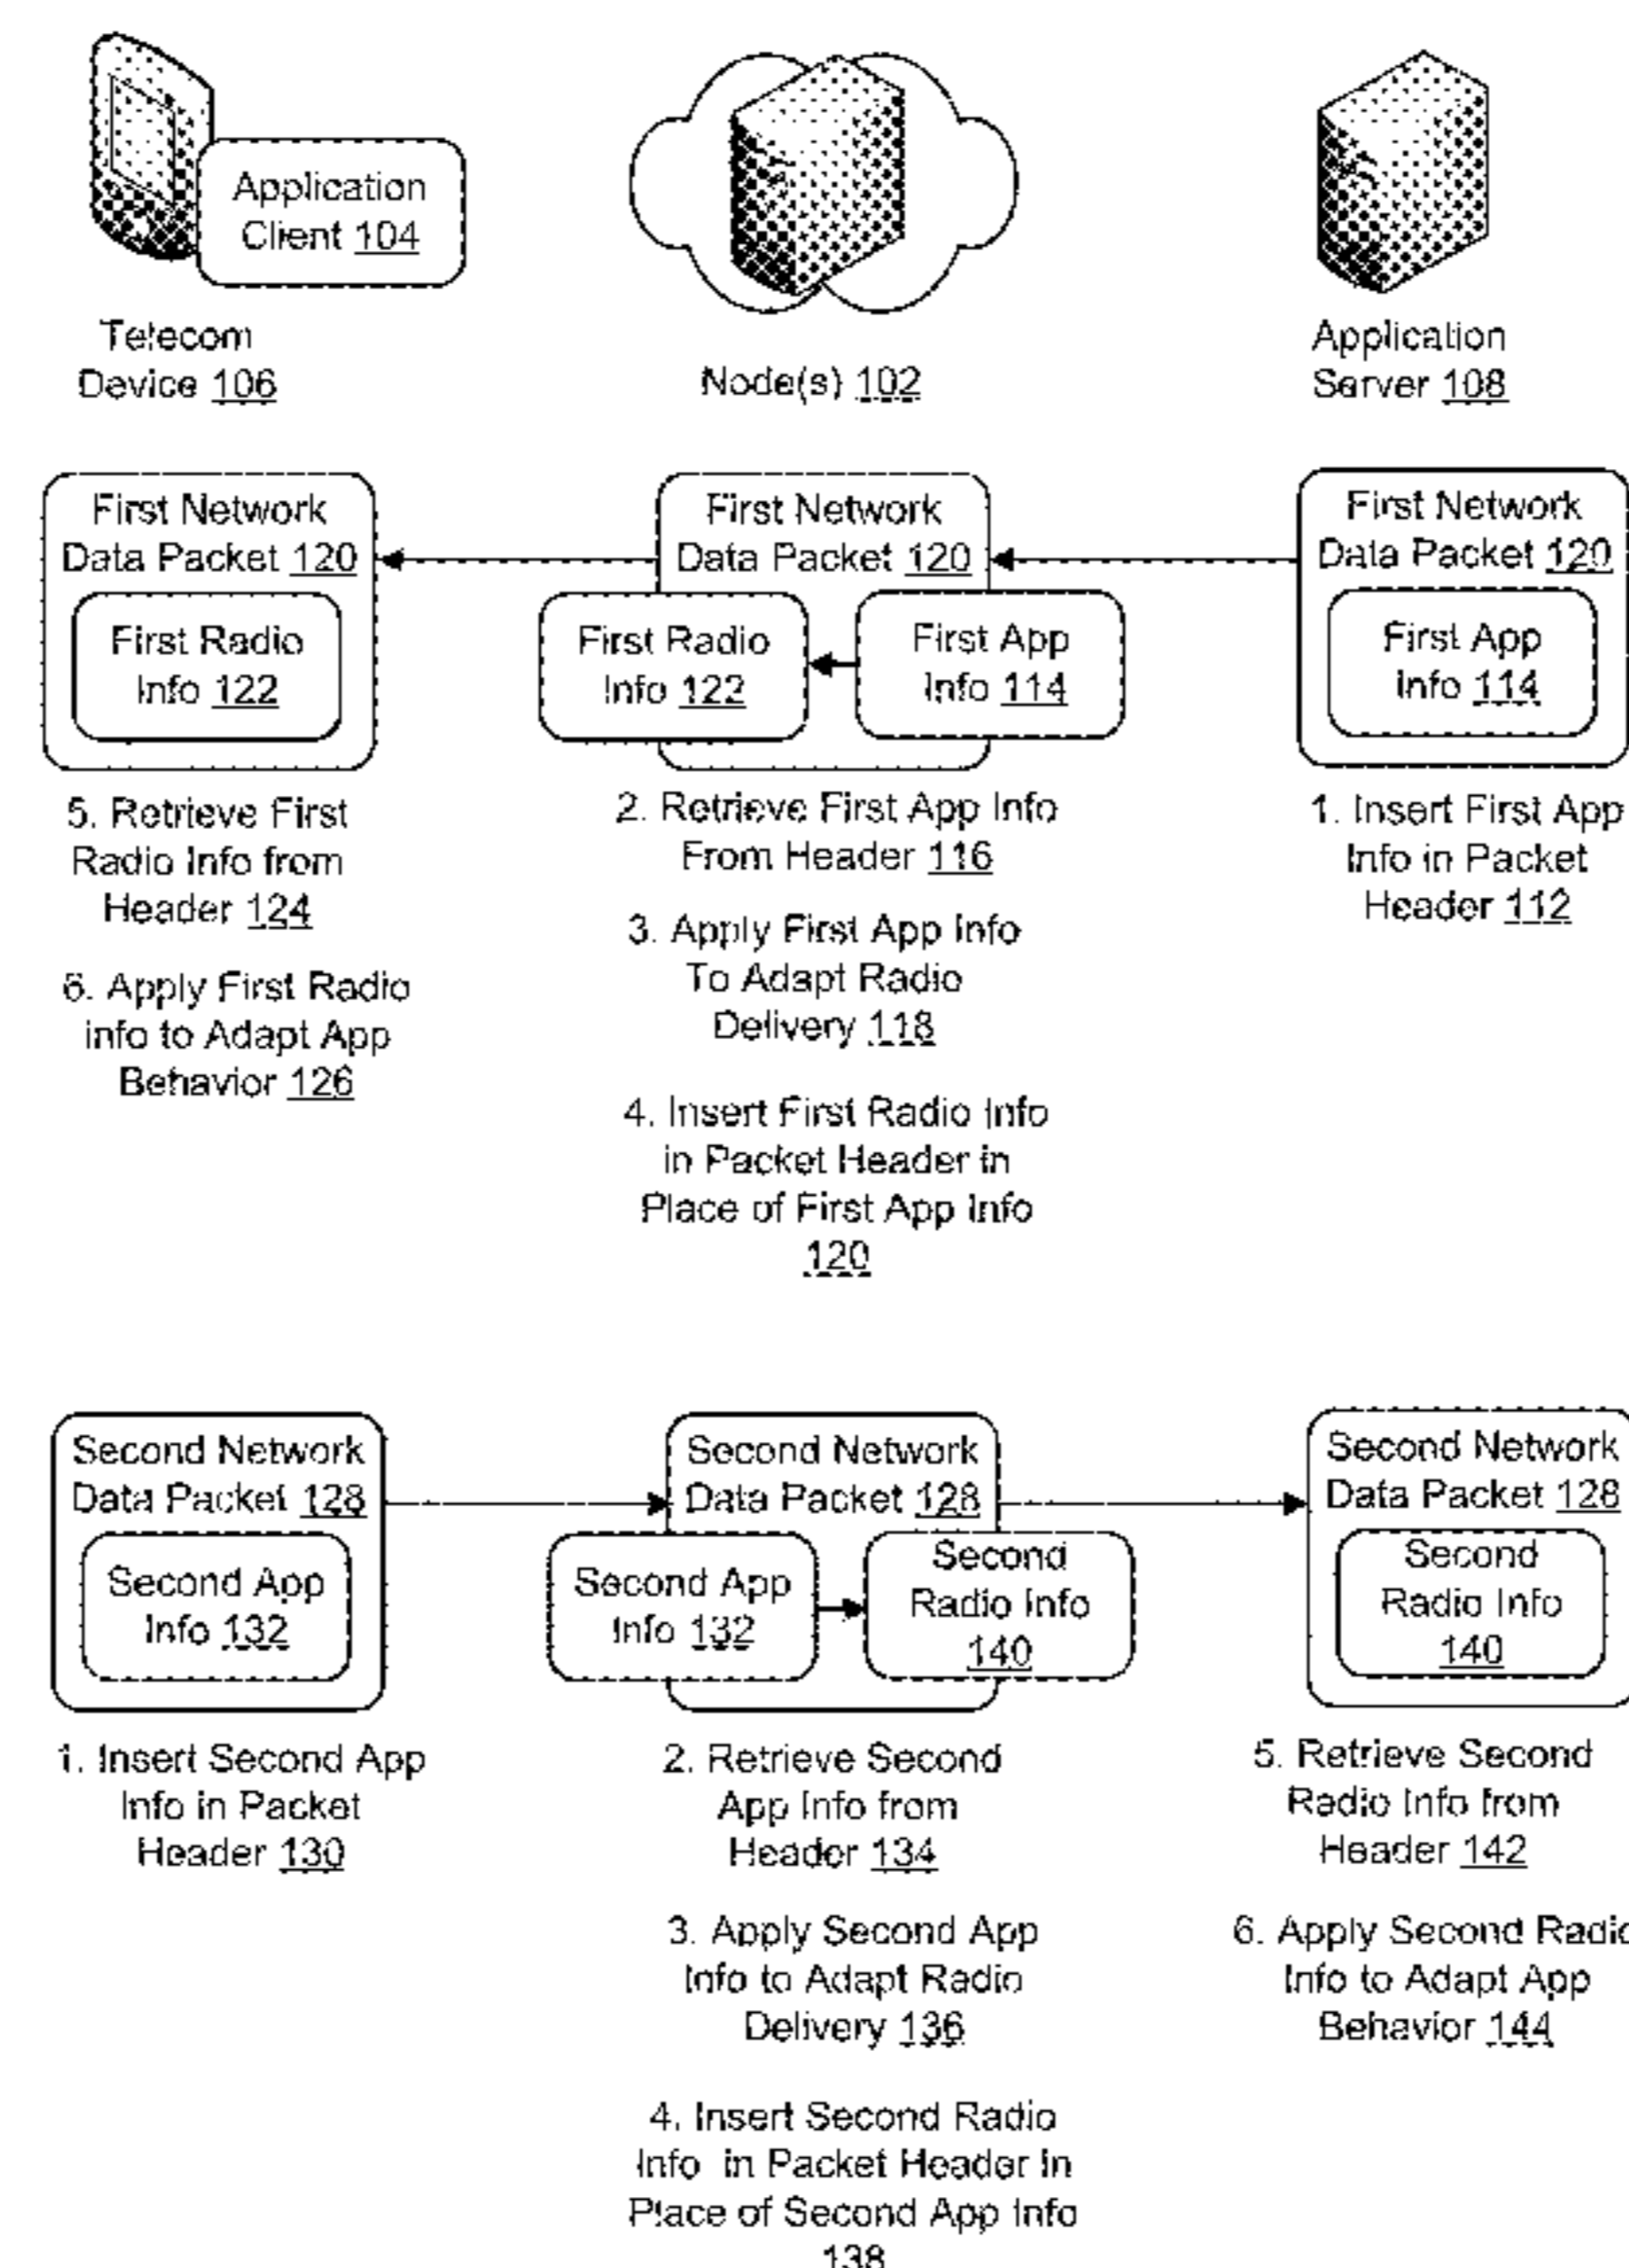 Application
Client 104
Telecom
Device 106
Node(s) 102
Application
Server 108
First Network
Data Packet 120
First Radio
Info 122
First Network
Data Packet 120
First Radio
Info 122
First App
Info 114
First Network
Data Packet 120
First App
Info 114
5. Retrieve First
Radio Info from
Header 124
6. Apply First Radio
info to Adapt App
Behavior 126
2. Retrieve First App Info
From Header 116
3. Apply First App Info
To Adapt Radio
Delivery 118
4. Insert First Radio Info
in Packet Header in
Place of First App Info
120
1. Insert First App
Info in Packet
Header 112
Second Network
Data Packet 128
Second App
Info 132
Second Network
Data Packet 128
Second App
Info 132
Second
Radio Info
140
Second Network
Data Packet 128
Second
Radio Info
140
1. Insert Second App
Info in Packet
Header 130
2. Retrieve Second
App Info from
Header 134
3. Apply Second App
Info to Adapt Radio
Delivery 136
4. Insert Second Radio
Info in Packet Header in
Place of Second App Info
138
5. Retrieve Second
Radio Info from
Header 142
6. Apply Second Radio
Info to Adapt App
Behavior 144